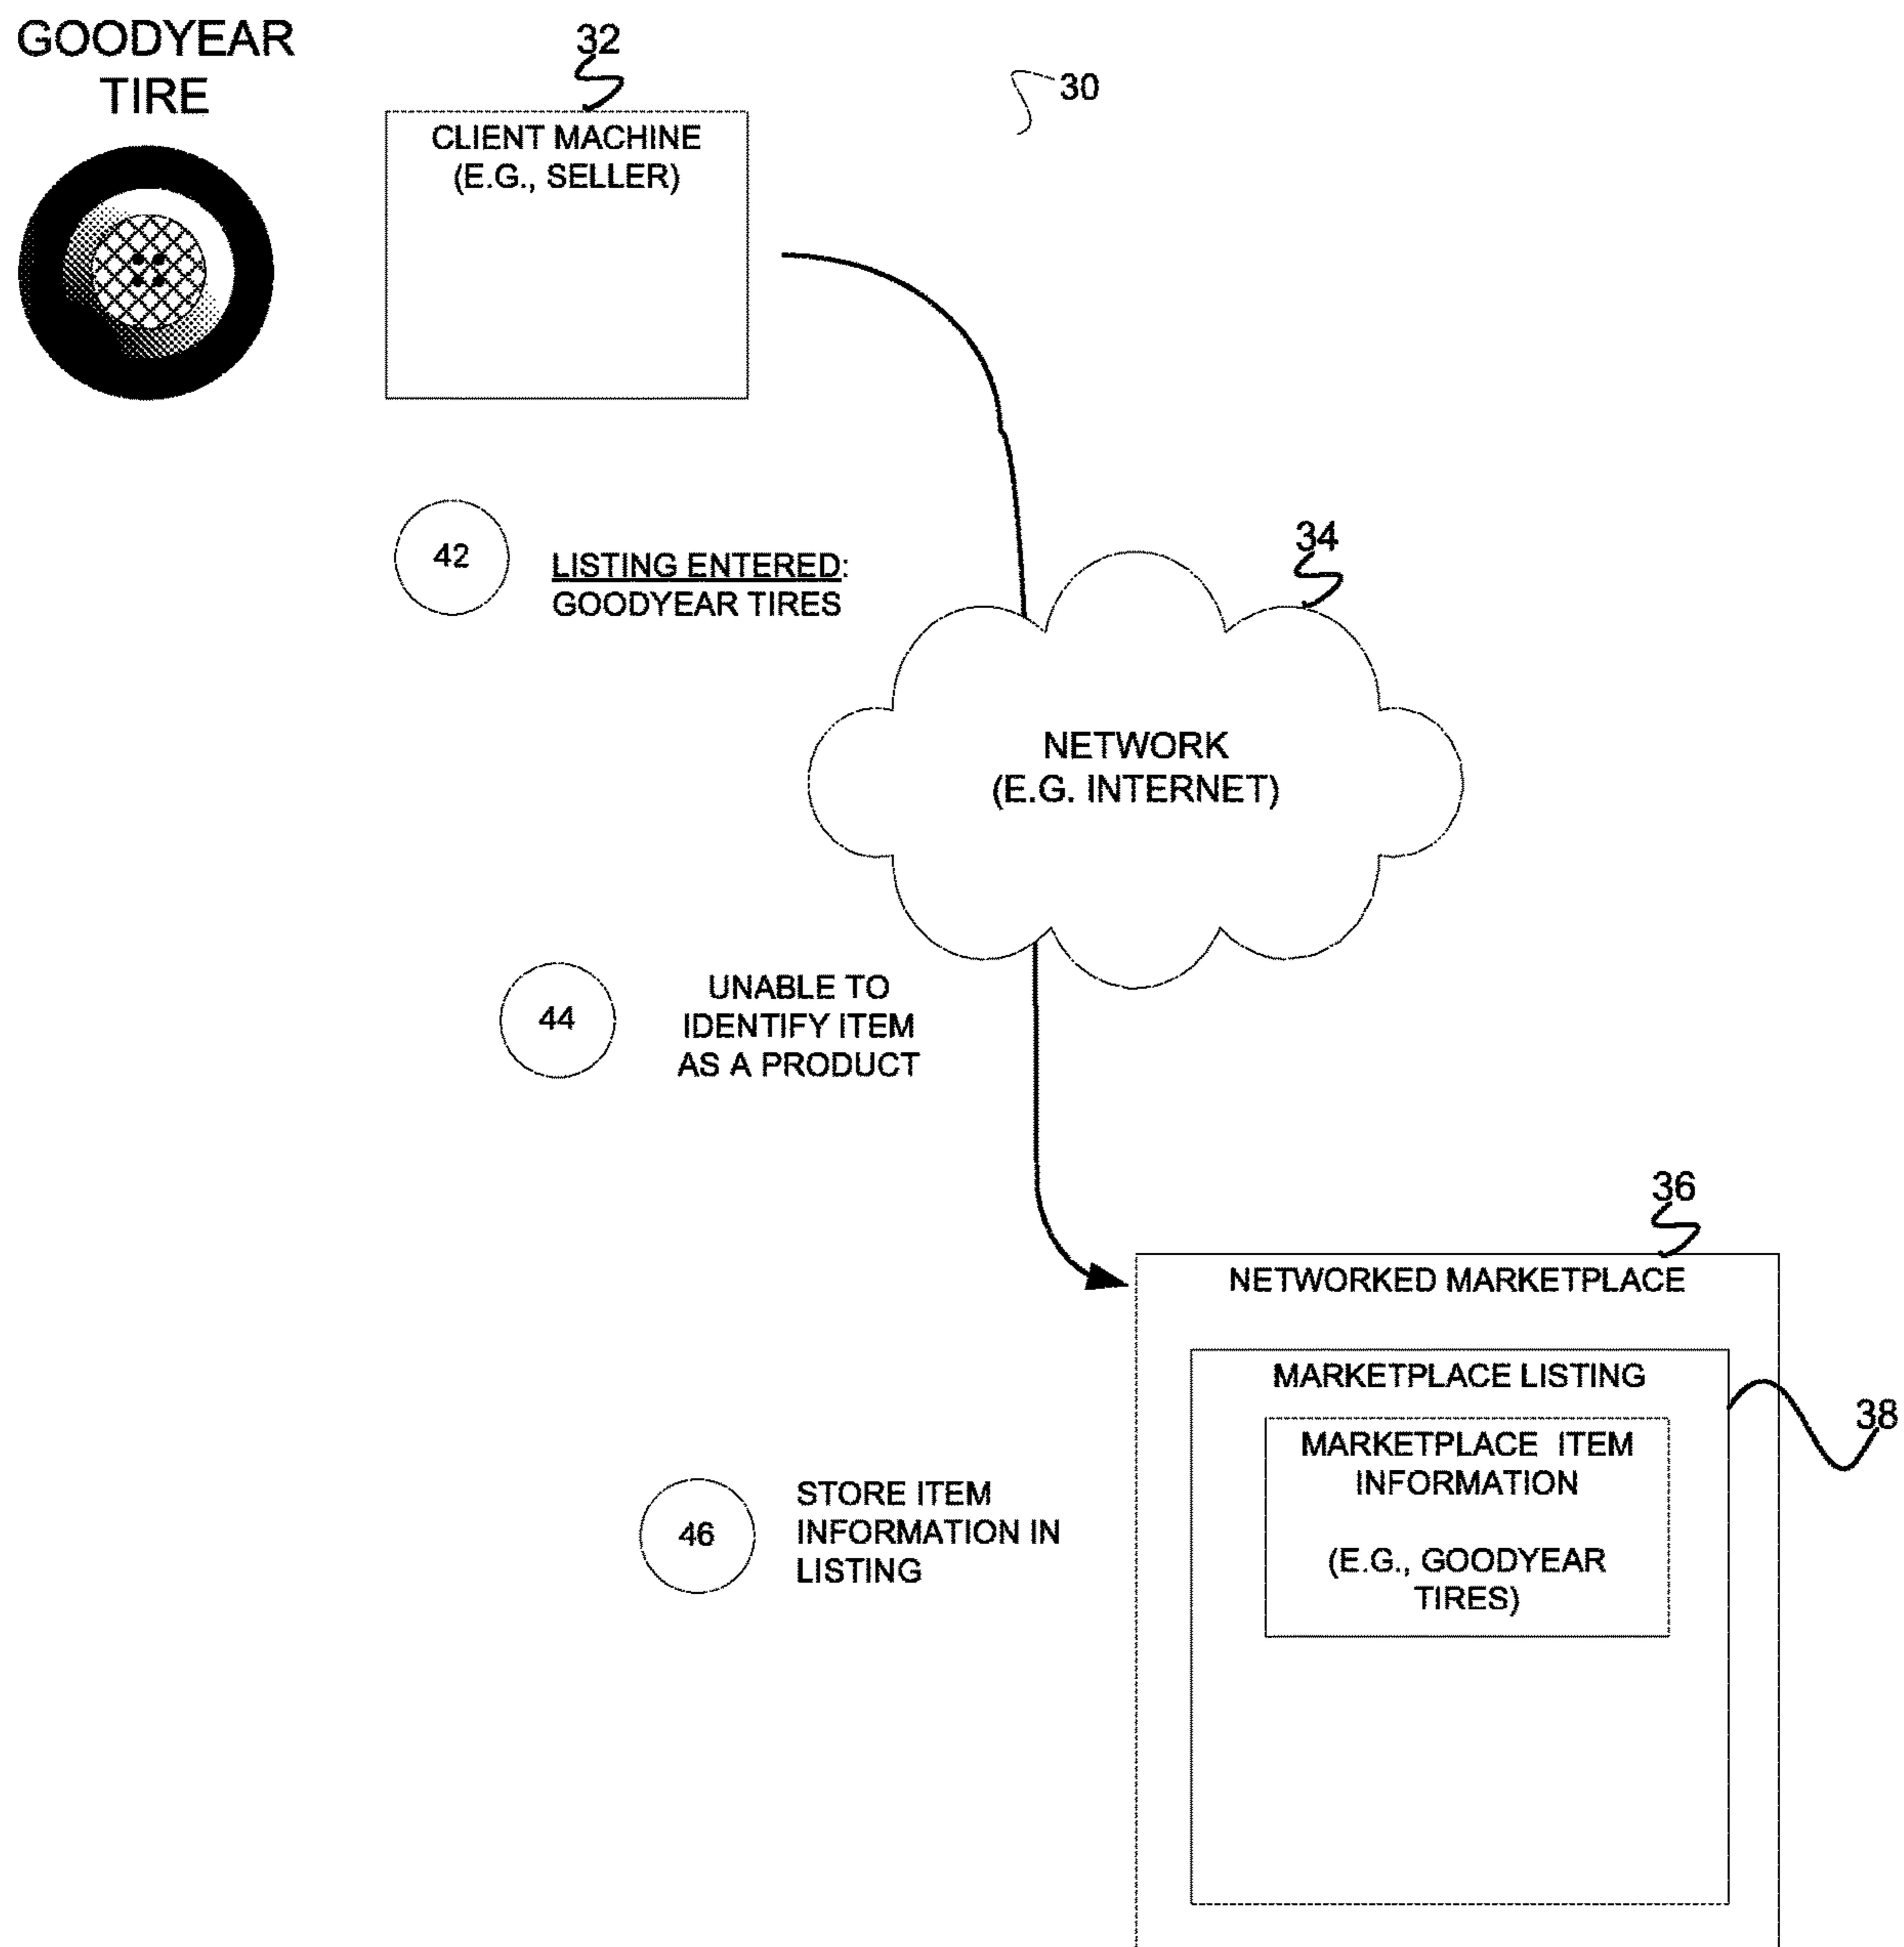 GOODYEAR
TIRE
32
30
CLIENT MACHINE
(E.G., SELLER)
42
LISTING ENTERED:
GOODYEAR TIRES
34
NETWORK
(E.G. INTERNET)
44
UNABLE TO
IDENTIFY ITEM
AS A PRODUCT
36
NETWORKED MARKETPLACE
MARKETPLACE LISTING
38
MARKETPLACE ITEM
INFORMATION
(E.G., GOODYEAR
TIRES)
46
STORE ITEM
INFORMATION IN
LISTING